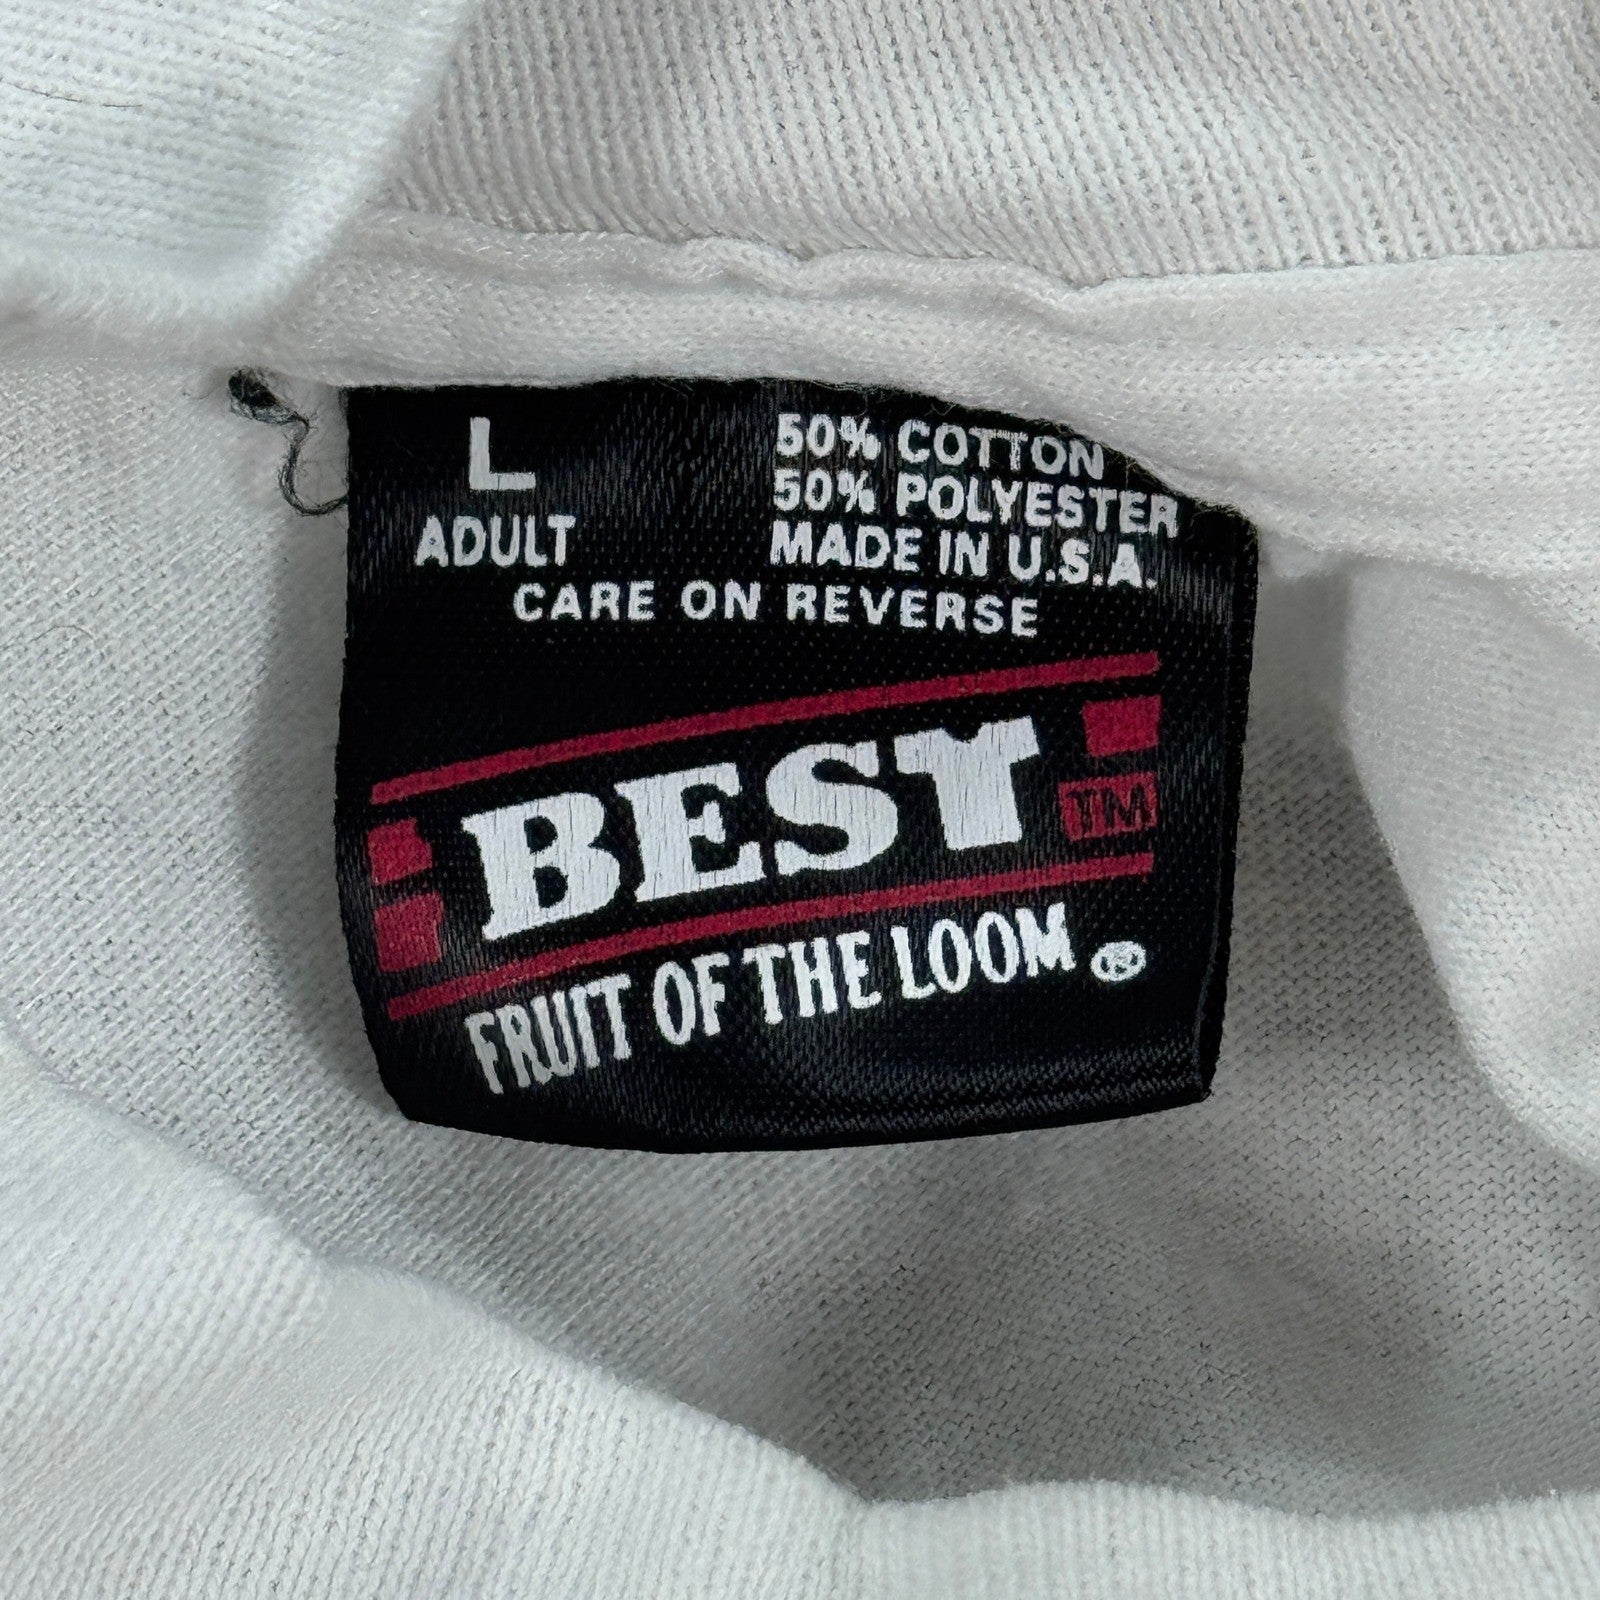 L
ADULT
50% COTTON
50% POLYESTER
MADE IN U.S.A.
CARE ON REVERSE
BEST TM
FRUIT OF THE LOOM ®